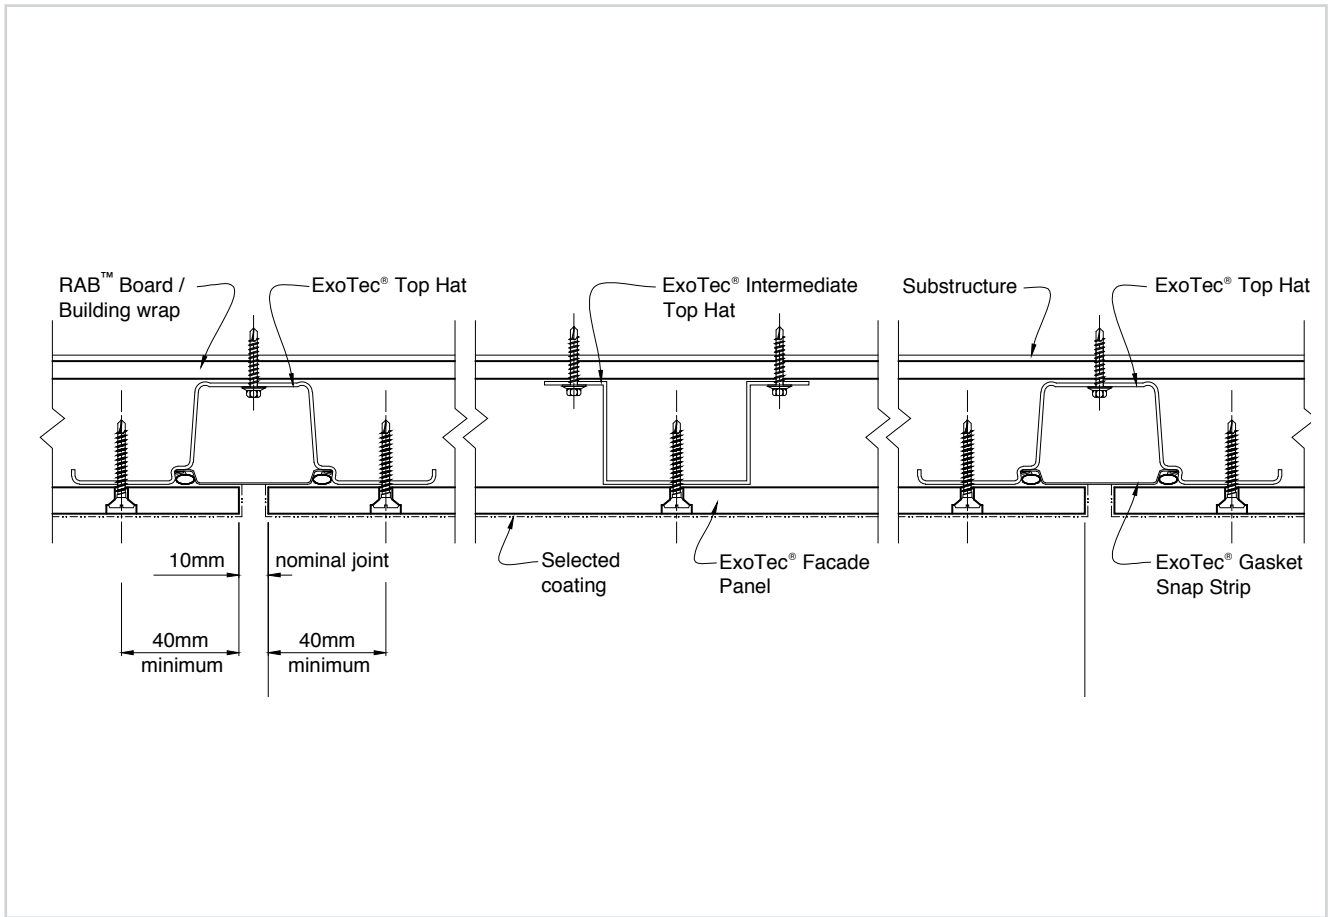 RAB™ Board /
Building wrap
ExoTec® Top Hat
ExoTec® Intermediate
Top Hat
Substructure
ExoTec® Top Hat
10mm
nominal joint
Selected
coating
ExoTec® Facade
Panel
ExoTec® Gasket
Snap Strip
40mm
minimum
40mm
minimum